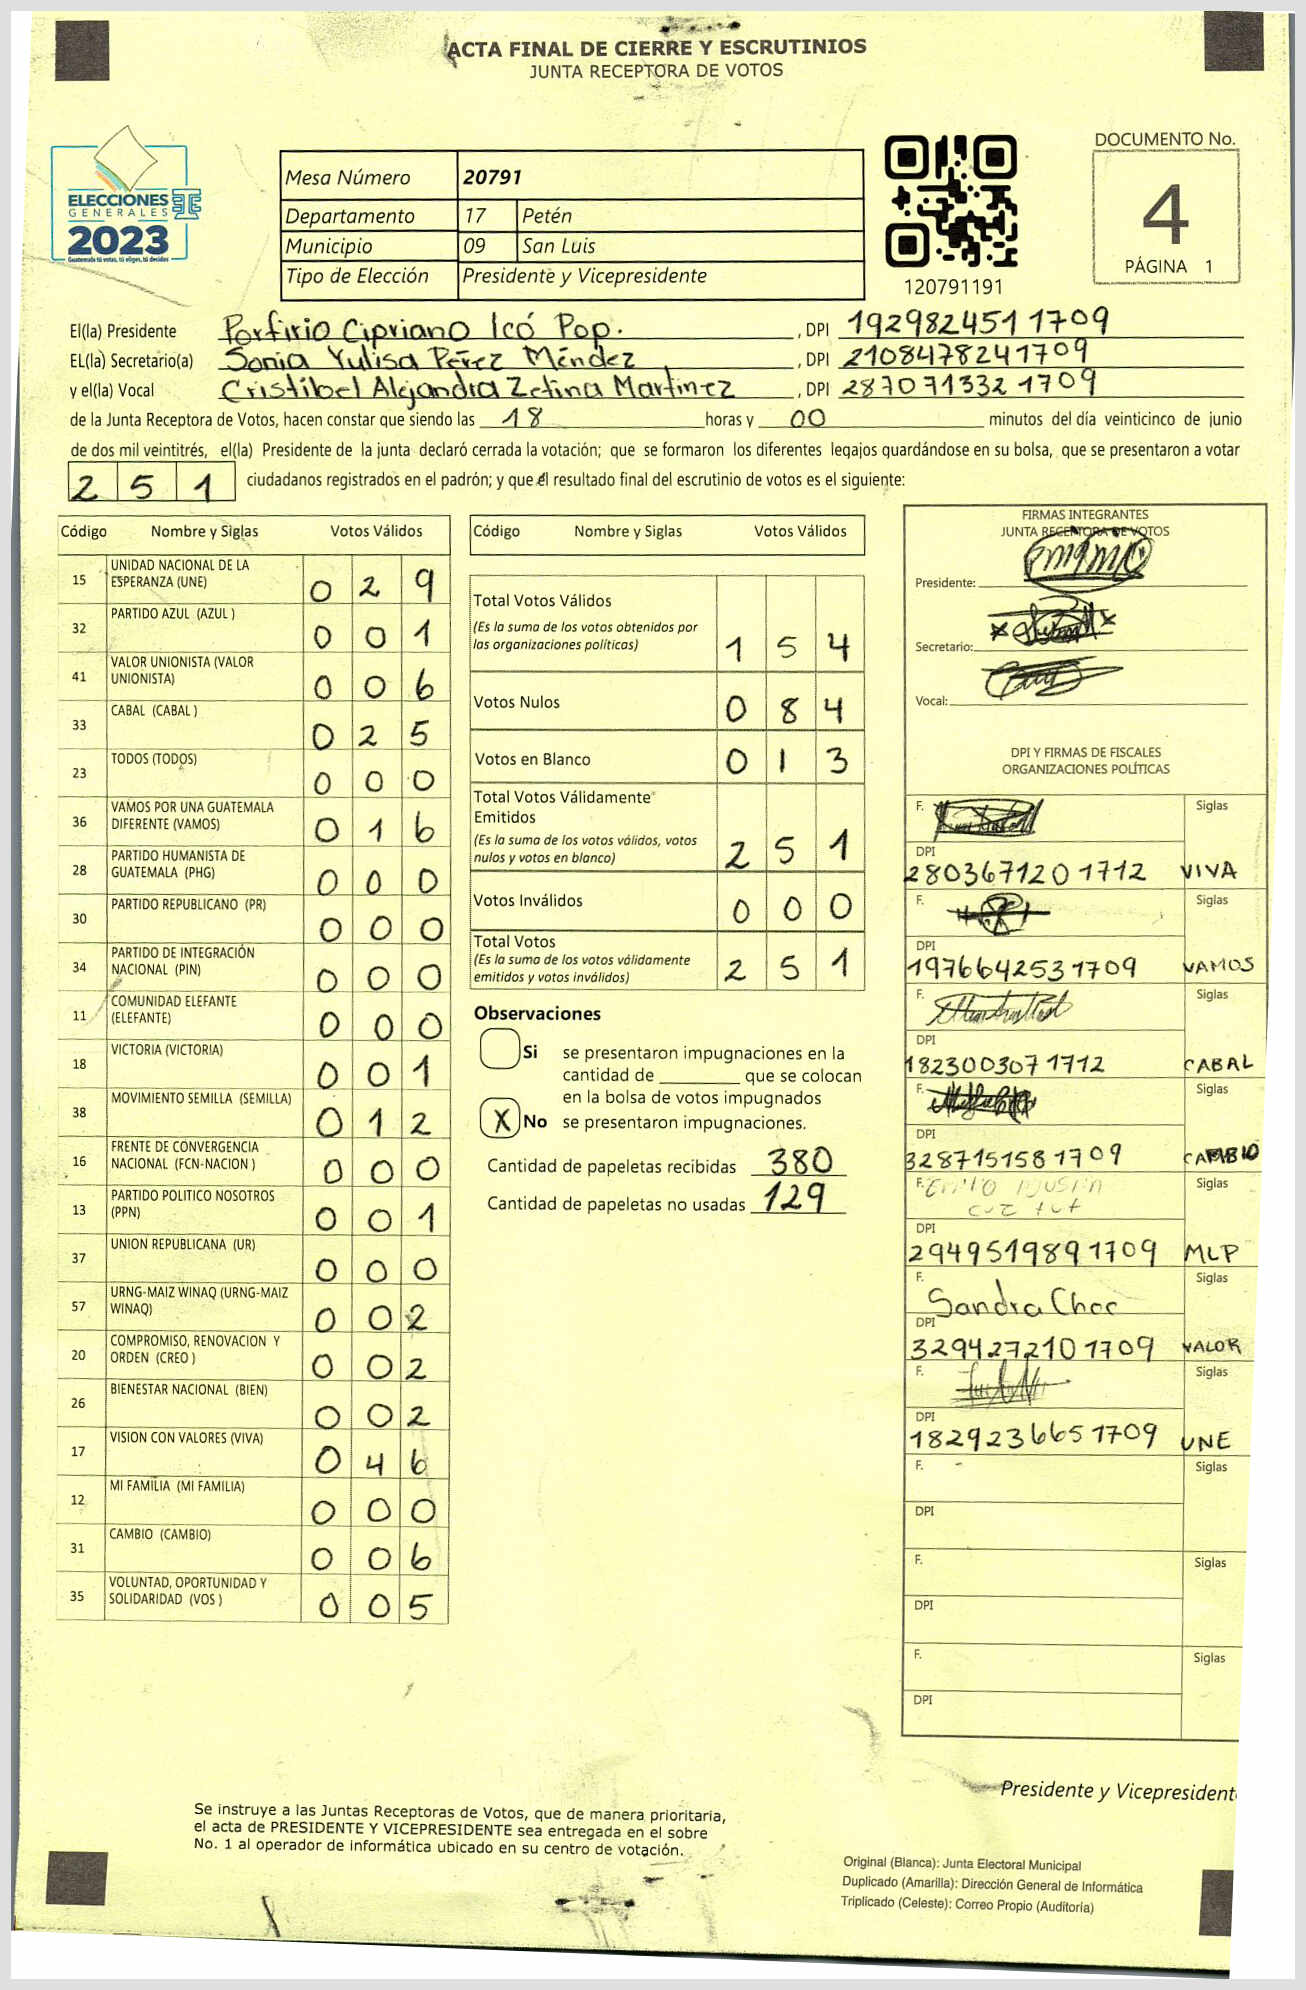 ACTA FINAL DE CIERRE Y ESCRUTINIOS
JUNTA RECEPTORA DE VOTOS
ELECCIONES
GENERALES
2023
Guatemala tú votas, tú eliges, tú decides
Mesa Número 20791
Departamento 17 Petén
Municipio 09 San Luis
Tipo de Elección Presidente y Vicepresidente
120791191
DOCUMENTO No.
4
PÁGINA 1
El(la) Presidente Porfirio Cipriano Icó Pop. , DPI 1929824511709
EL(la) Secretario(a) Sonia Yulisa Pérez Méndez , DPI 2108478241709
y el(la) Vocal Cristibel Alejandra Zetina Martinez , DPI 2870713321709
de la Junta Receptora de Votos, hacen constar que siendo las 18 horas y 00 minutos del día veinticinco de junio
de dos mil veintitrés, el(la) Presidente de la junta declaró cerrada la votación; que se formaron los diferentes legajos guardándose en su bolsa, que se presentaron a votar
2 5 1 ciudadanos registrados en el padrón; y que el resultado final del escrutinio de votos es el siguiente:
Código Nombre y Siglas Votos Válidos
15 UNIDAD NACIONAL DE LA ESPERANZA (UNE) 0 2 9
32 PARTIDO AZUL (AZUL ) 0 0 1
41 VALOR UNIONISTA (VALOR UNIONISTA) 0 0 6
33 CABAL (CABAL ) 0 2 5
23 TODOS (TODOS) 0 0 0
36 VAMOS POR UNA GUATEMALA DIFERENTE (VAMOS) 0 1 6
28 PARTIDO HUMANISTA DE GUATEMALA (PHG) 0 0 0
30 PARTIDO REPUBLICANO (PR) 0 0 0
34 PARTIDO DE INTEGRACIÓN NACIONAL (PIN) 0 0 0
11 COMUNIDAD ELEFANTE (ELEFANTE) 0 0 0
18 VICTORIA (VICTORIA) 0 0 1
38 MOVIMIENTO SEMILLA (SEMILLA) 0 1 2
16 FRENTE DE CONVERGENCIA NACIONAL (FCN-NACION ) 0 0 0
13 PARTIDO POLITICO NOSOTROS (PPN) 0 0 1
37 UNION REPUBLICANA (UR) 0 0 0
57 URNG-MAIZ WINAQ (URNG-MAIZ WINAQ) 0 0 2
20 COMPROMISO, RENOVACION Y ORDEN (CREO ) 0 0 2
26 BIENESTAR NACIONAL (BIEN) 0 0 2
17 VISION CON VALORES (VIVA) 0 4 6
12 MI FAMILIA (MI FAMILIA) 0 0 0
31 CAMBIO (CAMBIO) 0 0 6
35 VOLUNTAD, OPORTUNIDAD Y SOLIDARIDAD (VOS ) 0 0 5
Código Nombre y Siglas Votos Válidos
Total Votos Válidos
(Es la suma de los votos obtenidos por
las organizaciones políticas) 1 5 4
Votos Nulos 0 8 4
Votos en Blanco 0 1 3
Total Votos Válidamente
Emitidos
(Es la suma de los votos válidos, votos
nulos y votos en blanco) 2 5 1
Votos Inválidos 0 0 0
Total Votos
(Es la suma de los votos válidamente
emitidos y votos inválidos) 2 5 1
Observaciones
Si se presentaron impugnaciones en la
cantidad de ________ que se colocan
en la bolsa de votos impugnados
X No se presentaron impugnaciones.
Cantidad de papeletas recibidas 380
Cantidad de papeletas no usadas 129
FIRMAS INTEGRANTES
JUNTA RECEPTORA DE VOTOS
Presidente:
Secretario:
Vocal:
DPI Y FIRMAS DE FISCALES
ORGANIZACIONES POLÍTICAS
F. Siglas
DPI
2803671201712 VIVA
F. Siglas
DPI
1976642531709 VAMOS
F. Siglas
DPI
1823003071712 CABAL
F. Siglas
DPI
3287151581709 CAMBIO
F. Siglas
DPI
2949519891709 MLP
F. Siglas
Sandra Choc
DPI
3294272101709 VALOR
F. Siglas
DPI
1829236651709 UNE
F. Siglas
DPI
F. Siglas
DPI
F. Siglas
DPI
Presidente y Vicepresident
Se instruye a las Juntas Receptoras de Votos, que de manera prioritaria,
el acta de PRESIDENTE Y VICEPRESIDENTE sea entregada en el sobre
No. 1 al operador de informática ubicado en su centro de votación.
Original (Blanca): Junta Electoral Municipal
Duplicado (Amarilla): Dirección General de Informática
Triplicado (Celeste): Correo Propio (Auditoría)